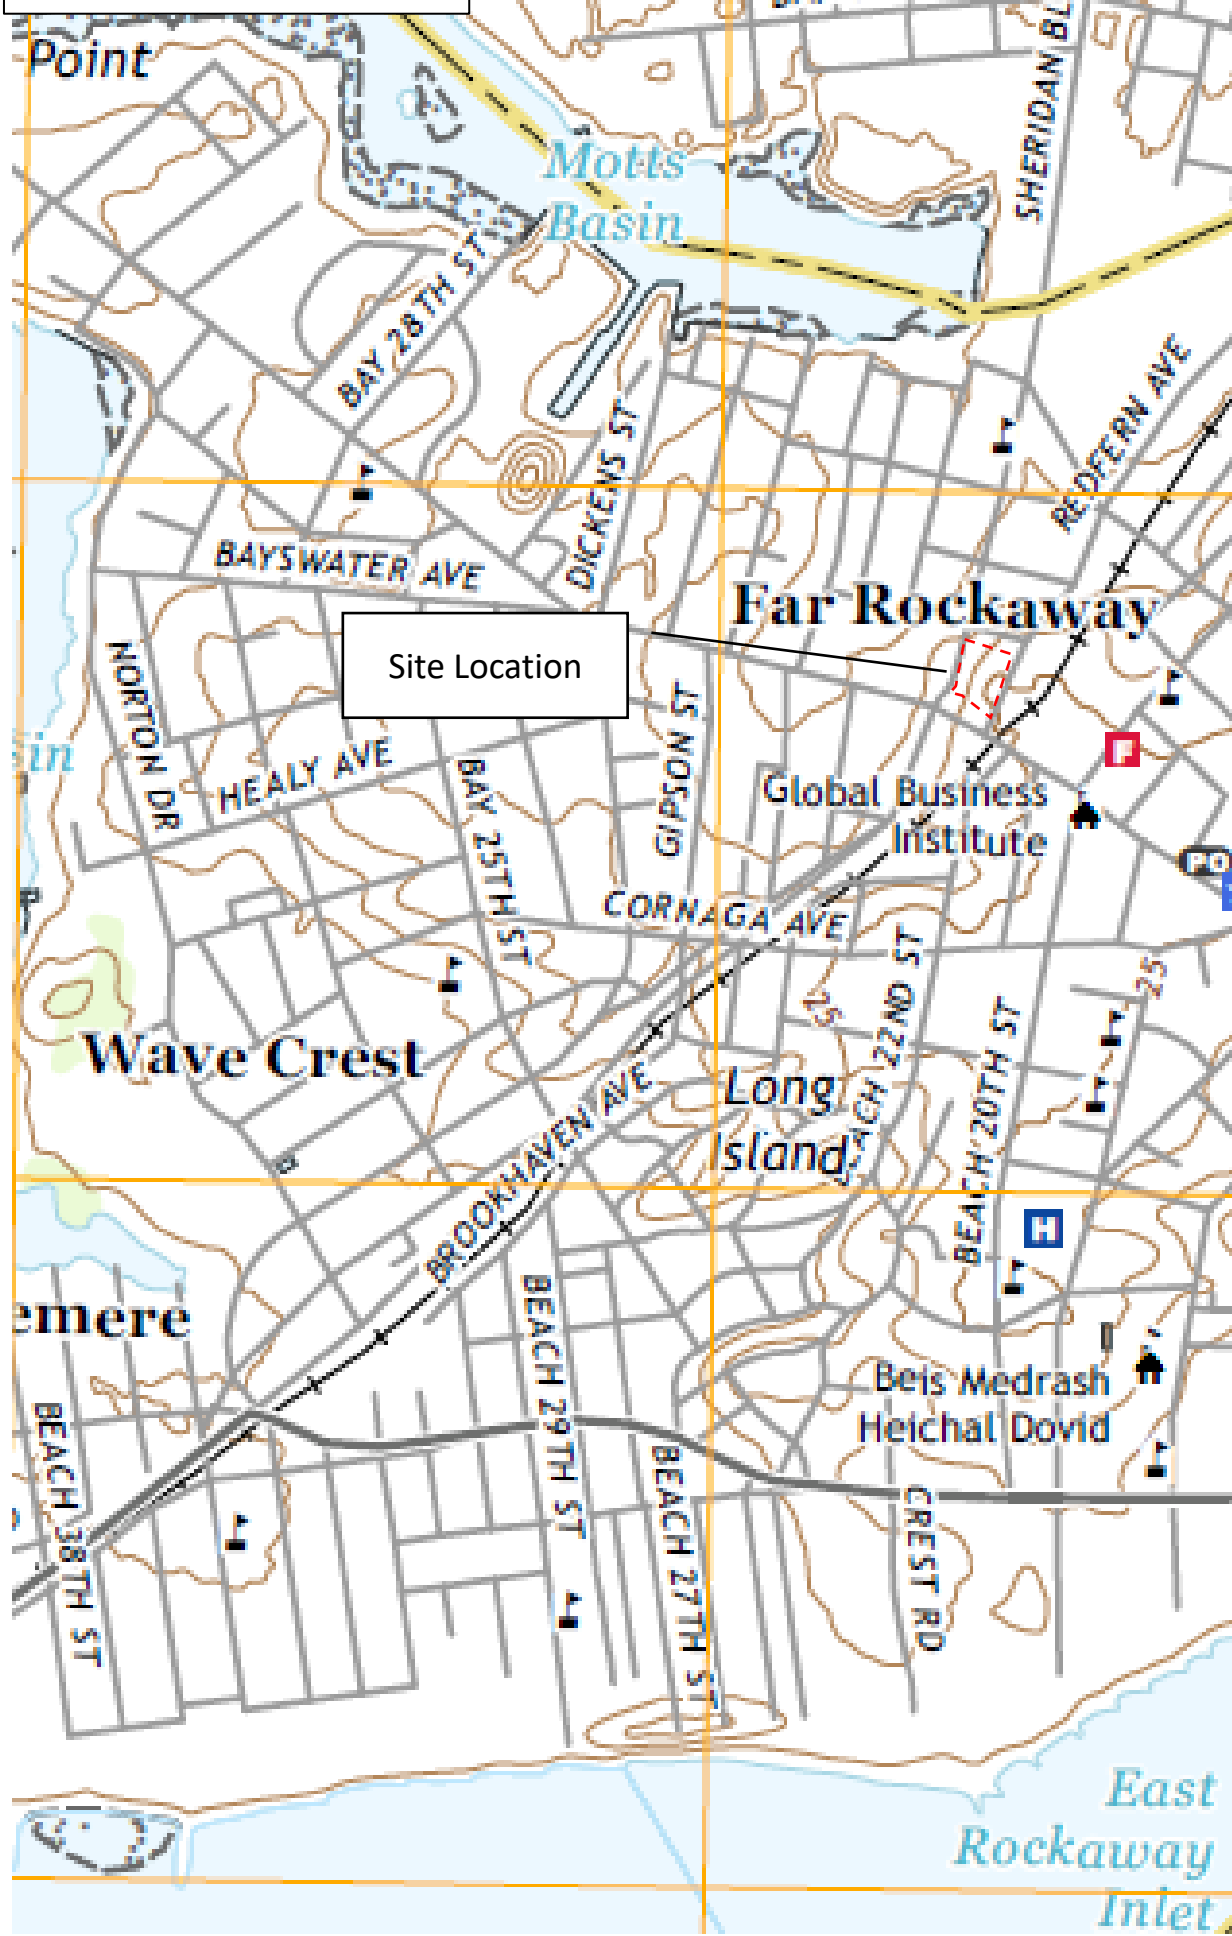 Point
SHERIDAN BL
Motts
Basin
BAY 28TH ST
REDFERN AVE
DICKENS ST
BAYSWATER AVE
Far Rockaway
Site Location
NORTON DR
in
HEALY AVE
BAY 25TH ST
GIPSON ST
F
Global Business
Institute
PO
CORNAGA AVE
25
25
BEACH 22ND ST
BEACH 20TH ST
Wave Crest
Long
Island
BROOKHAVEN AVE
H
emere
BEACH 29TH ST
Beis Medrash
Heichal Dovid
BEACH 38TH ST
BEACH 27TH ST
CREST RD
East
Rockaway
Inlet